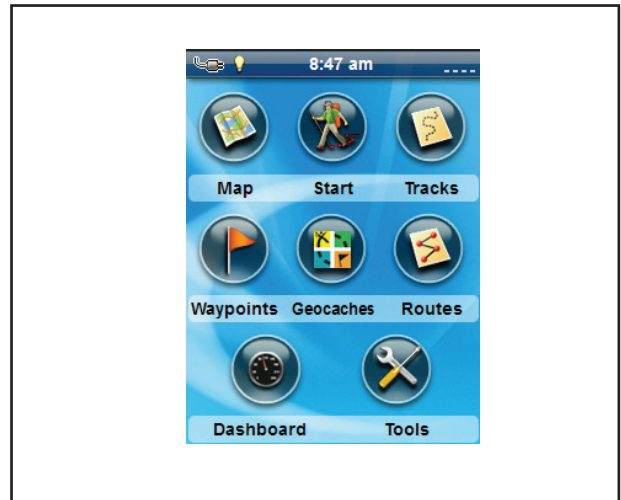 8:47 am
Map Start Tracks
Waypoints Geocaches Routes
Dashboard Tools